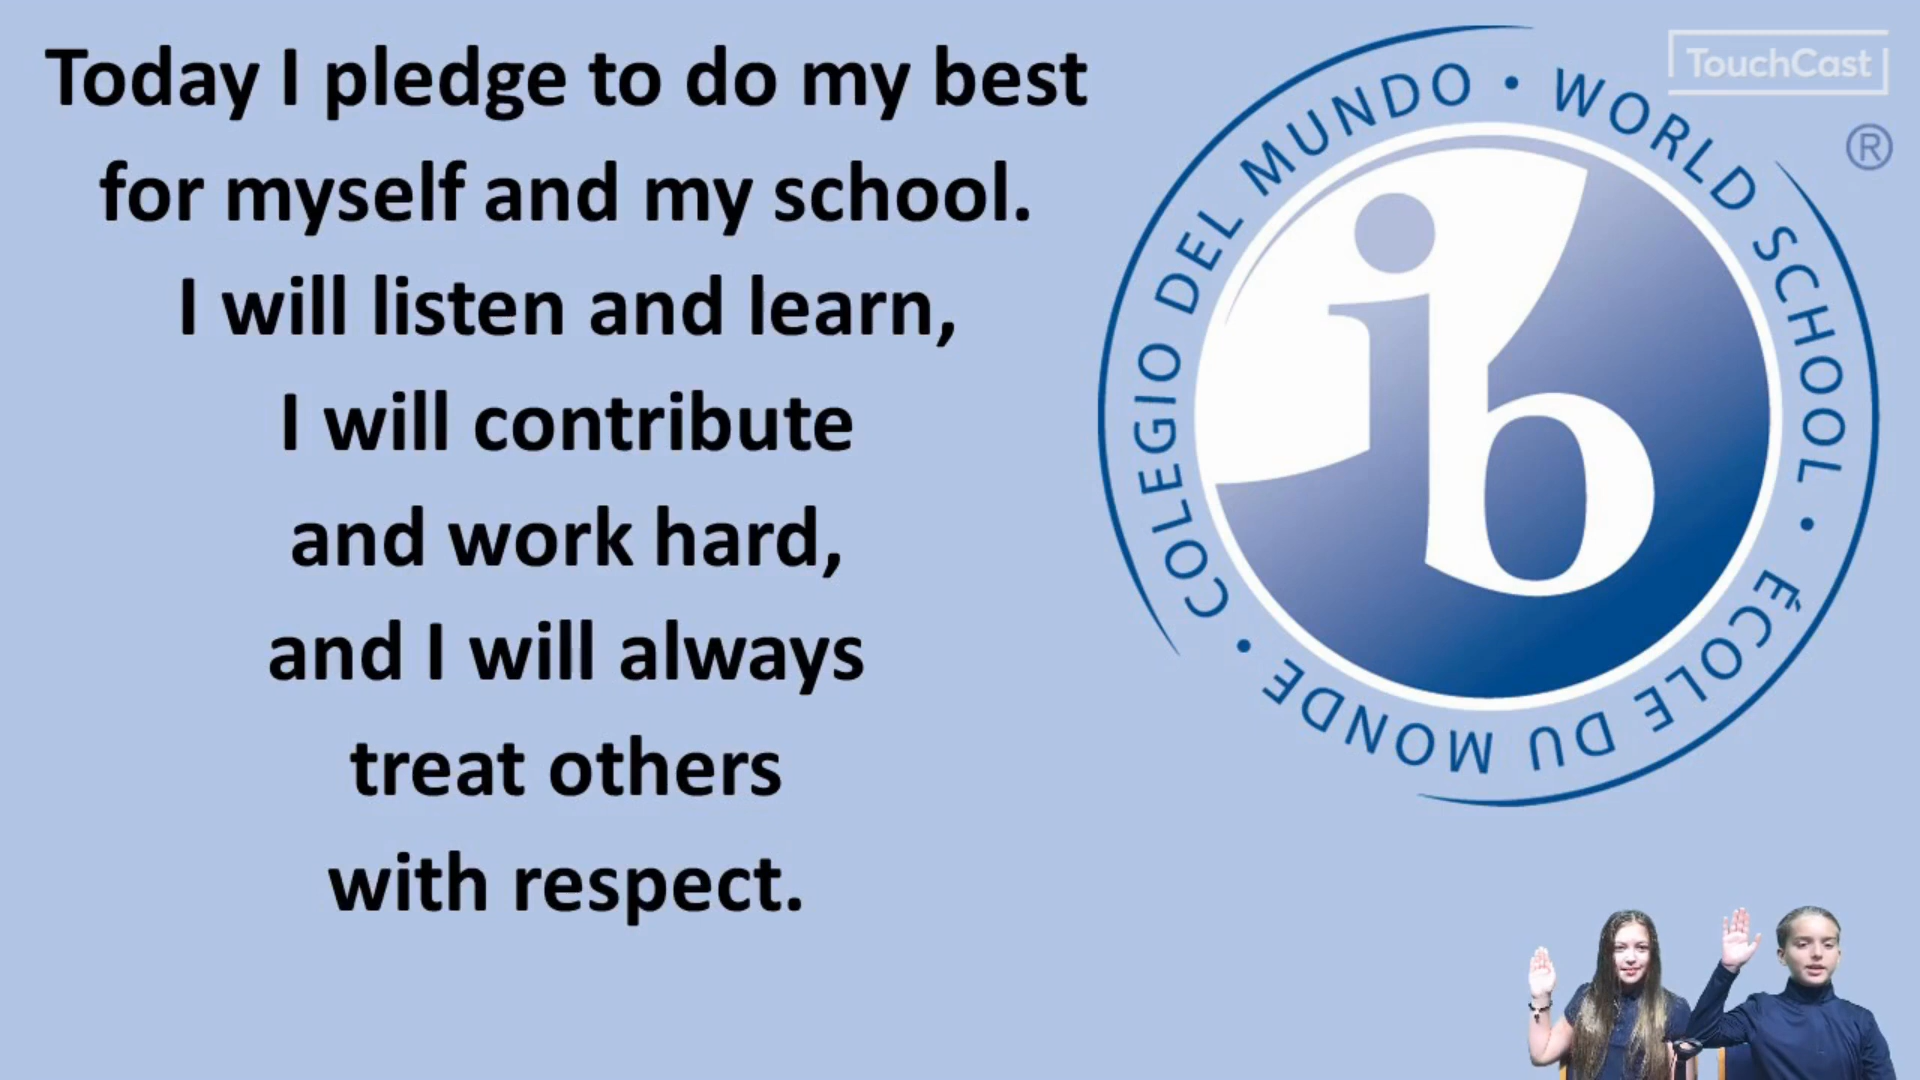 Today I pledge to do my best
for myself and my school.
I will listen and learn,
I will contribute
and work hard,
and I will always
treat others
with respect.
TouchCast
®
COLEGIO DEL MUNDO • WORLD SCHOOL • ÉCOLE DU MONDE •
ib